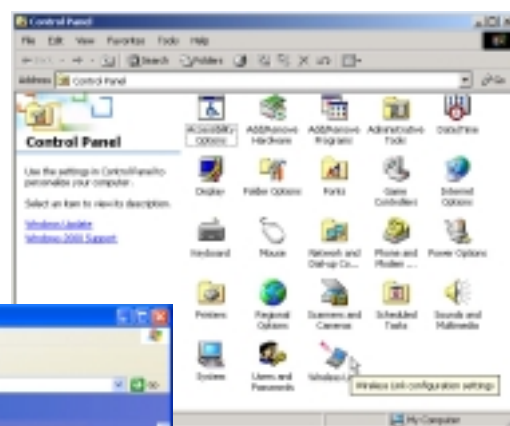 Control Panel
File Edit View Favorites Tools Help
Search Folders
Address Control Panel Go
Control Panel
Use the settings in Control Panel to
personalize your computer.
Select an item to view its description.
Windows Update
Windows 2000 Support
Accessibility
Options
Add/Remove
Hardware
Add/Remove
Programs
Administrative
Tools
Date/Time
Display
Folder Options
Fonts
Game
Controllers
Internet
Options
Keyboard
Mouse
Network and
Dial-up Co...
Phone and
Modem ...
Power Options
Printers
Regional
Options
Scanners and
Cameras
Scheduled
Tasks
Sounds and
Multimedia
System
Users and
Passwords
Wireless
Wireless Link configuration settings
My Computer